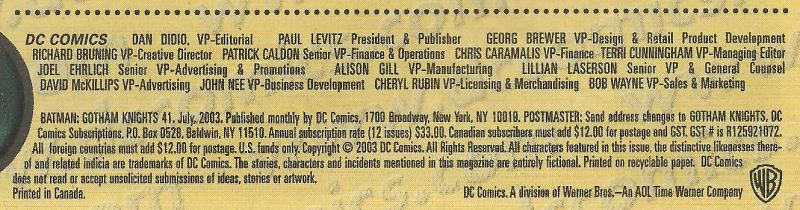 DC COMICS DAN DIDIO, VP-Editorial PAUL LEVITZ President & Publisher GEORG BREWER VP-Design & Retail Product Development
RICHARD BRUNING VP-Creative Director PATRICK CALDON Senior VP-Finance & Operations CHRIS CARAMALIS VP-Finance TERRI CUNNINGHAM VP-Managing Editor
JOEL EHRLICH Senior VP-Advertising & Promotions ALISON GILL VP-Manufacturing LILLIAN LASERSON Senior VP & General Counsel
DAVID McKILLIPS VP-Advertising JOHN NEE VP-Business Development CHERYL RUBIN VP-Licensing & Merchandising BOB WAYNE VP-Sales & Marketing
BATMAN: GOTHAM KNIGHTS 41. July, 2003. Published monthly by DC Comics, 1700 Broadway, New York, NY 10019. POSTMASTER: Send address changes to GOTHAM KNIGHTS, DC
Comics Subscriptions, P.O. Box 0528, Baldwin, NY 11510. Annual subscription rate (12 issues) $33.00. Canadian subscribers must add $12.00 for postage and GST. GST # is R125921072.
All foreign countries must add $12.00 for postage. U.S. funds only. Copyright © 2003 DC Comics. All Rights Reserved. All characters featured in this issue, the distinctive likenesses there-
of and related indicia are trademarks of DC Comics. The stories, characters and incidents mentioned in this magazine are entirely fictional. Printed on recyclable paper. DC Comics
does not read or accept unsolicited submissions of ideas, stories or artwork.
Printed in Canada. DC Comics. A division of Warner Bros.—An AOL Time Warner Company WB